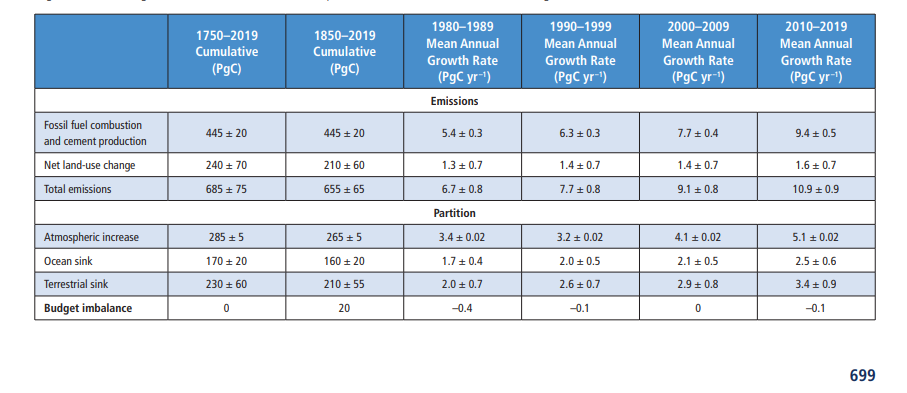 1750–2019 Cumulative (PgC) 1850–2019 Cumulative (PgC) 1980–1989 Mean Annual Growth Rate (PgC yr⁻¹) 1990–1999 Mean Annual Growth Rate (PgC yr⁻¹) 2000–2009 Mean Annual Growth Rate (PgC yr⁻¹) 2010–2019 Mean Annual Growth Rate (PgC yr⁻¹)
Emissions
Fossil fuel combustion and cement production 445 ± 20 445 ± 20 5.4 ± 0.3 6.3 ± 0.3 7.7 ± 0.4 9.4 ± 0.5
Net land-use change 240 ± 70 210 ± 60 1.3 ± 0.7 1.4 ± 0.7 1.4 ± 0.7 1.6 ± 0.7
Total emissions 685 ± 75 655 ± 65 6.7 ± 0.8 7.7 ± 0.8 9.1 ± 0.8 10.9 ± 0.9
Partition
Atmospheric increase 285 ± 5 265 ± 5 3.4 ± 0.02 3.2 ± 0.02 4.1 ± 0.02 5.1 ± 0.02
Ocean sink 170 ± 20 160 ± 20 1.7 ± 0.4 2.0 ± 0.5 2.1 ± 0.5 2.5 ± 0.6
Terrestrial sink 230 ± 60 210 ± 55 2.0 ± 0.7 2.6 ± 0.7 2.9 ± 0.8 3.4 ± 0.9
Budget imbalance 0 20 –0.4 –0.1 0 –0.1
699